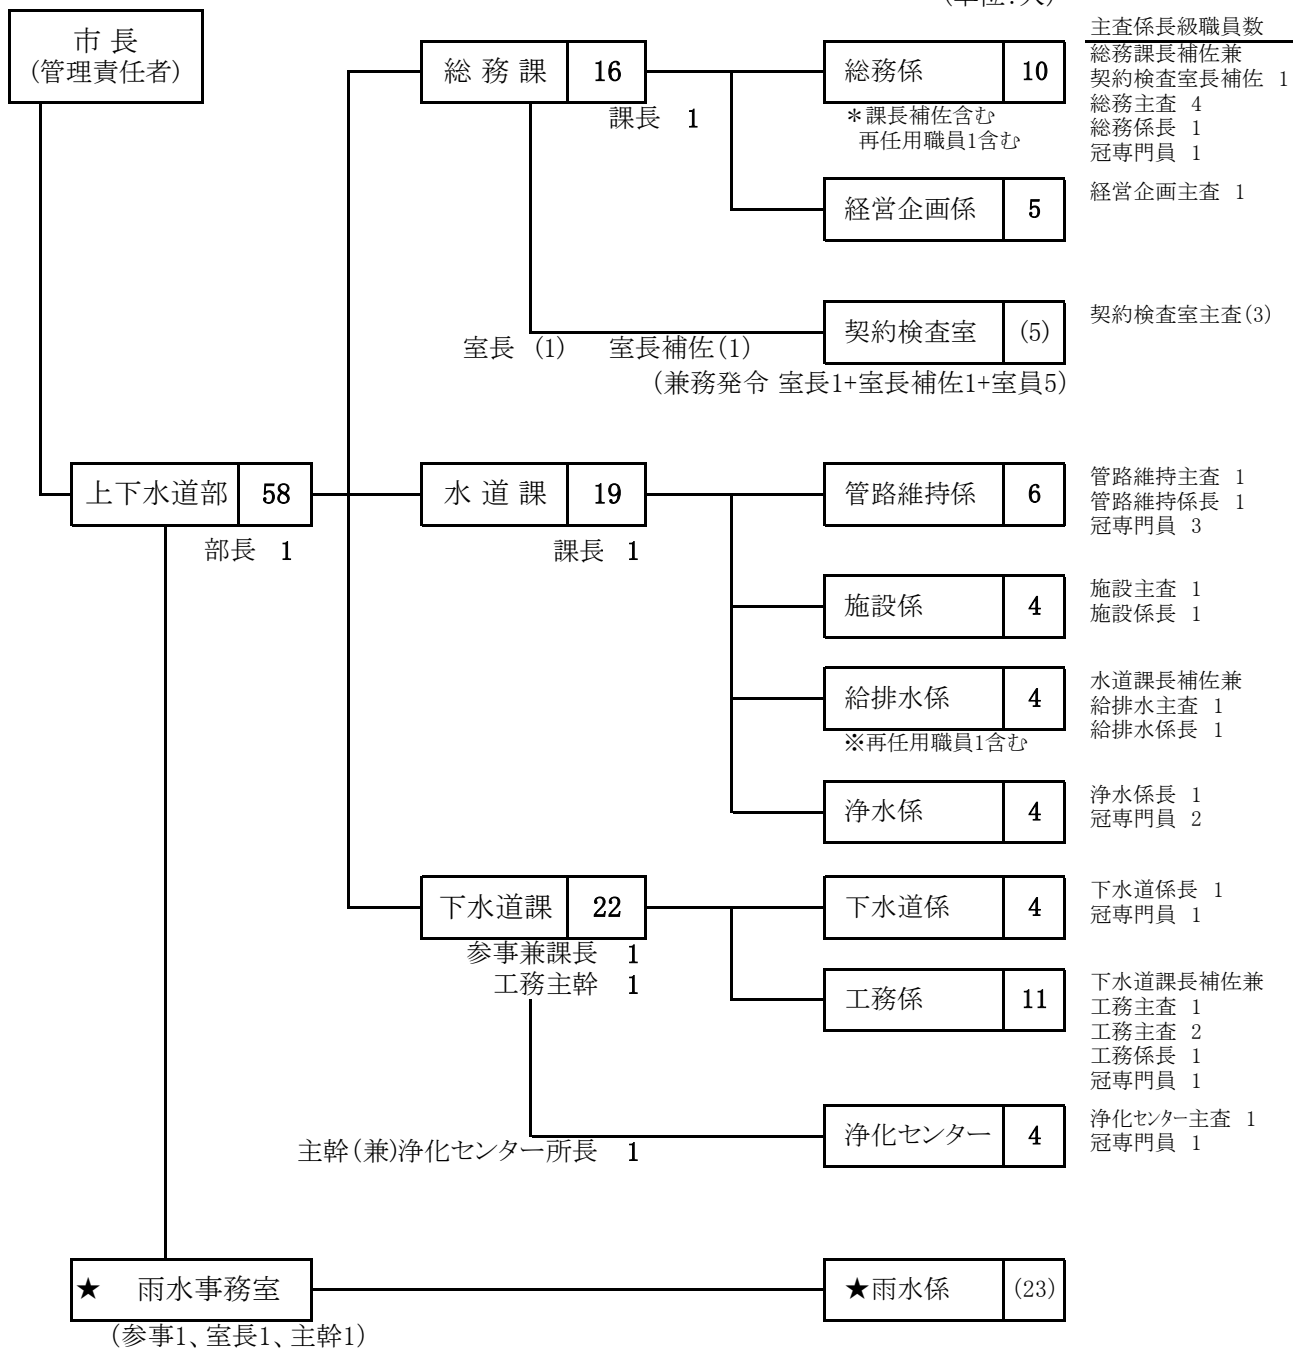 (単位:人)
主査係長級職員数
市 長
(管理責任者)
総 務 課 16
課長 1
総務係 10
＊課長補佐含む
再任用職員1含む
総務課長補佐兼
契約検査室長補佐 1
総務主査 4
総務係長 1
冠専門員 1
経営企画係 5
経営企画主査 1
室長 (1) 室長補佐(1)
契約検査室 (5)
(兼務発令 室長1+室長補佐1+室員5)
契約検査室主査(3)
上下水道部 58
部長 1
水 道 課 19
課長 1
管路維持係 6
管路維持主査 1
管路維持係長 1
冠専門員 3
施設係 4
施設主査 1
施設係長 1
給排水係 4
※再任用職員1含む
水道課長補佐兼
給排水主査 1
給排水係長 1
浄水係 4
浄水係長 1
冠専門員 2
下水道課 22
参事兼課長 1
工務主幹 1
下水道係 4
下水道係長 1
冠専門員 1
工務係 11
下水道課長補佐兼
工務主査 1
工務主査 2
工務係長 1
冠専門員 1
主幹(兼)浄化センター所長 1
浄化センター 4
浄化センター主査 1
冠専門員 1
★ 雨水事務室
(参事1、室長1、主幹1)
★雨水係 (23)